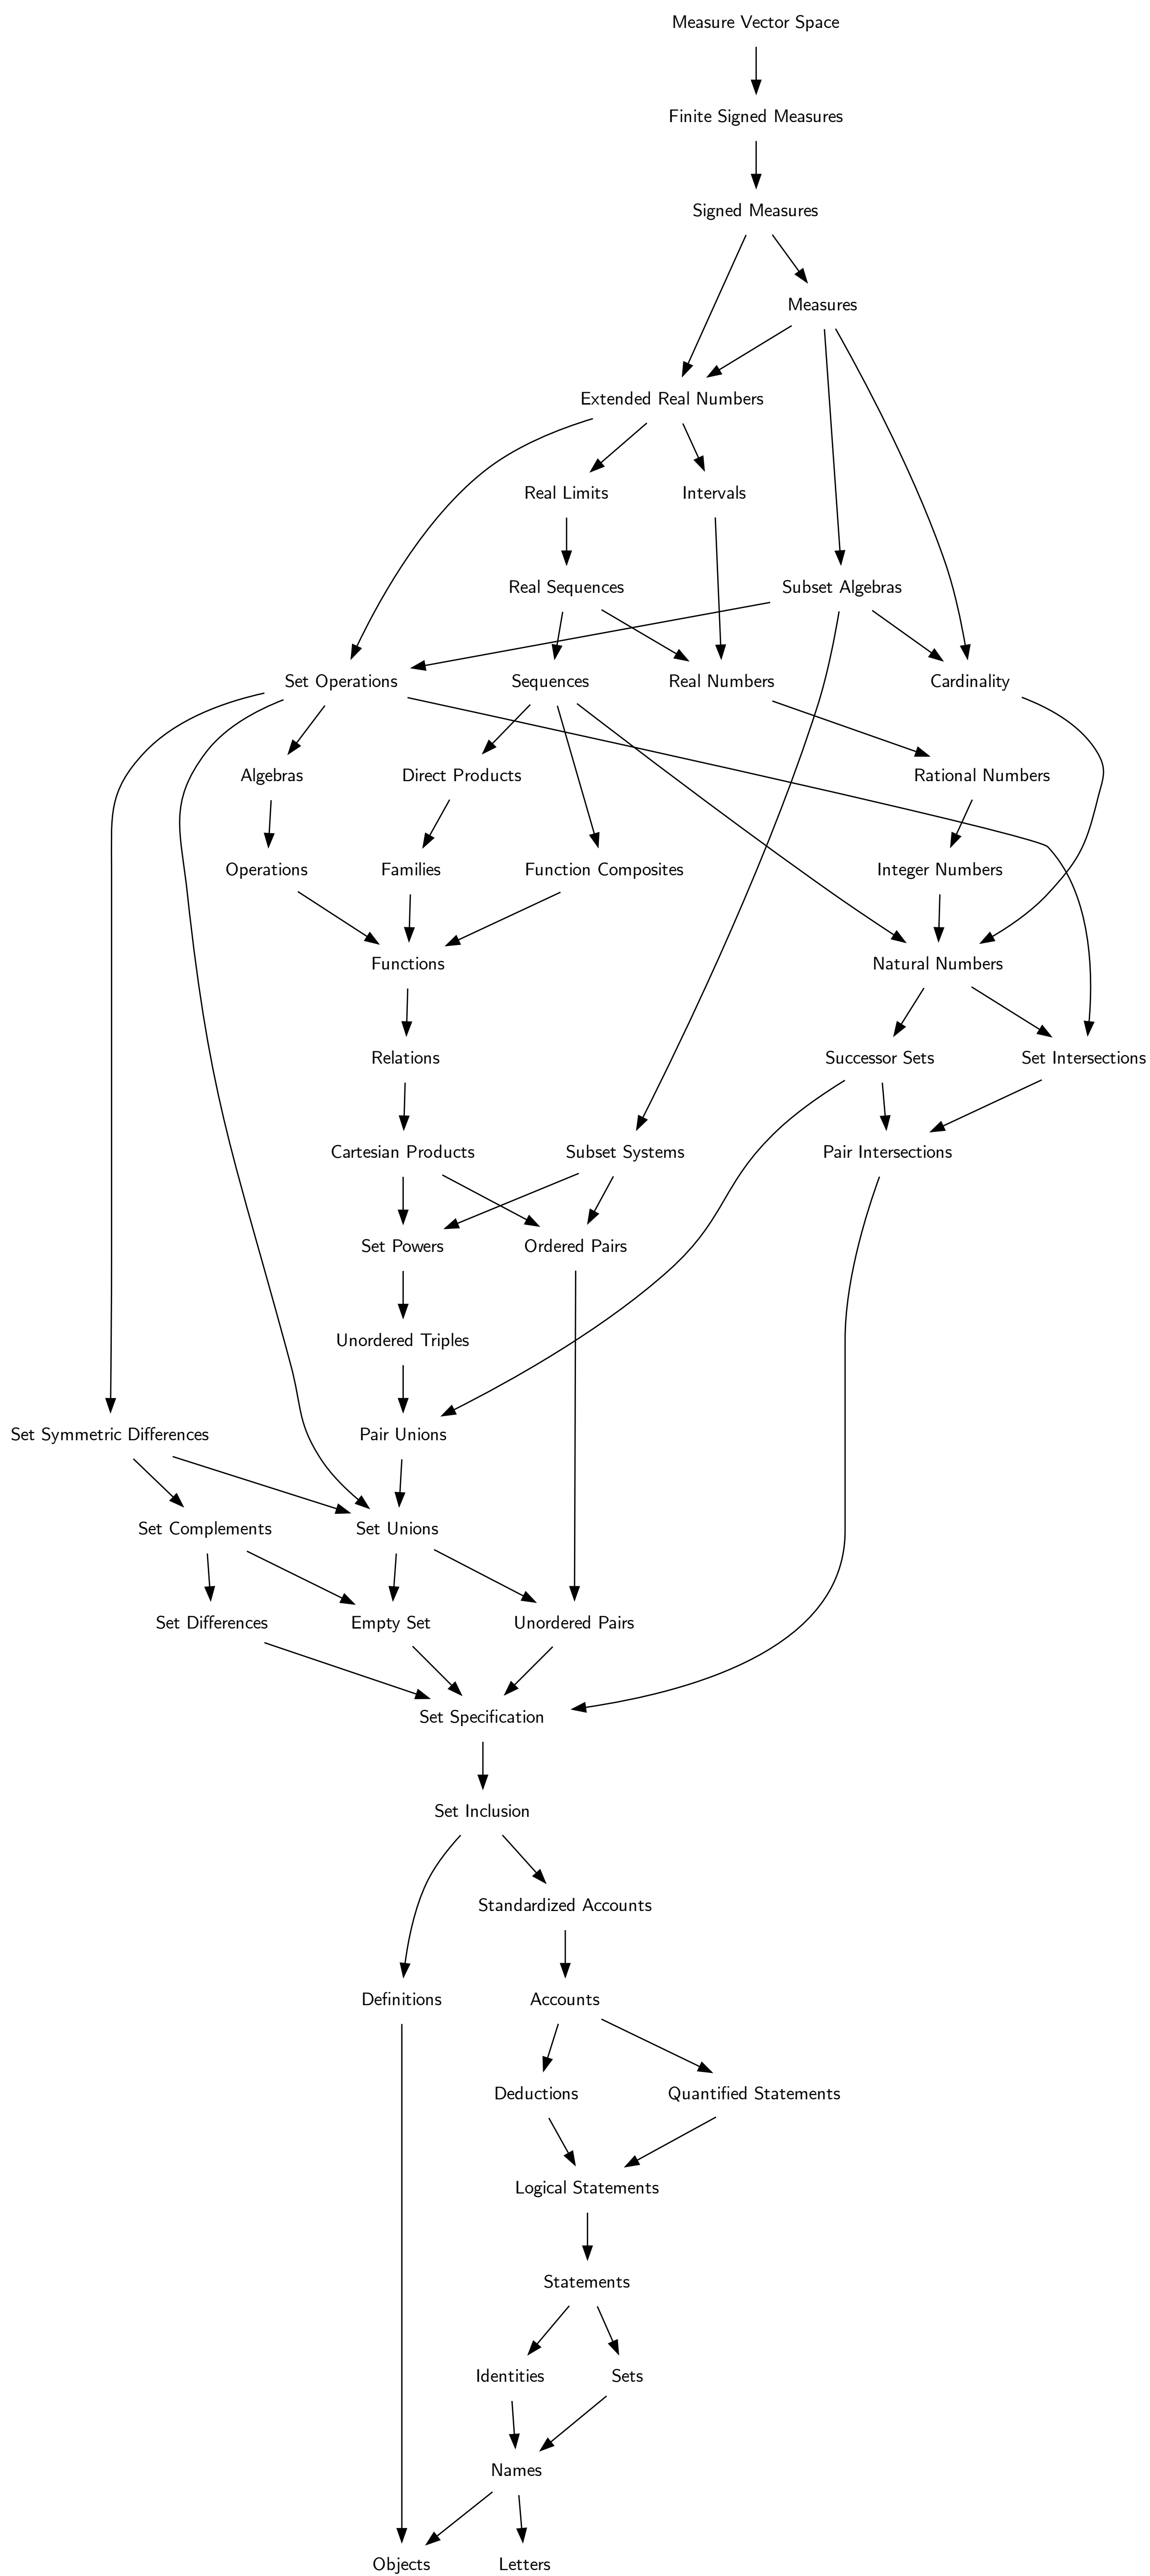 Measure Vector Space
Finite Signed Measures
Signed Measures
Measures
Extended Real Numbers
Real Limits
Intervals
Real Sequences
Subset Algebras
Set Operations
Sequences
Real Numbers
Cardinality
Algebras
Direct Products
Rational Numbers
Operations
Families
Function Composites
Integer Numbers
Functions
Natural Numbers
Relations
Successor Sets
Set Intersections
Cartesian Products
Subset Systems
Pair Intersections
Set Powers
Ordered Pairs
Unordered Triples
Set Symmetric Differences
Pair Unions
Set Complements
Set Unions
Set Differences
Empty Set
Unordered Pairs
Set Specification
Set Inclusion
Standardized Accounts
Definitions
Accounts
Deductions
Quantified Statements
Logical Statements
Statements
Identities
Sets
Names
Objects
Letters